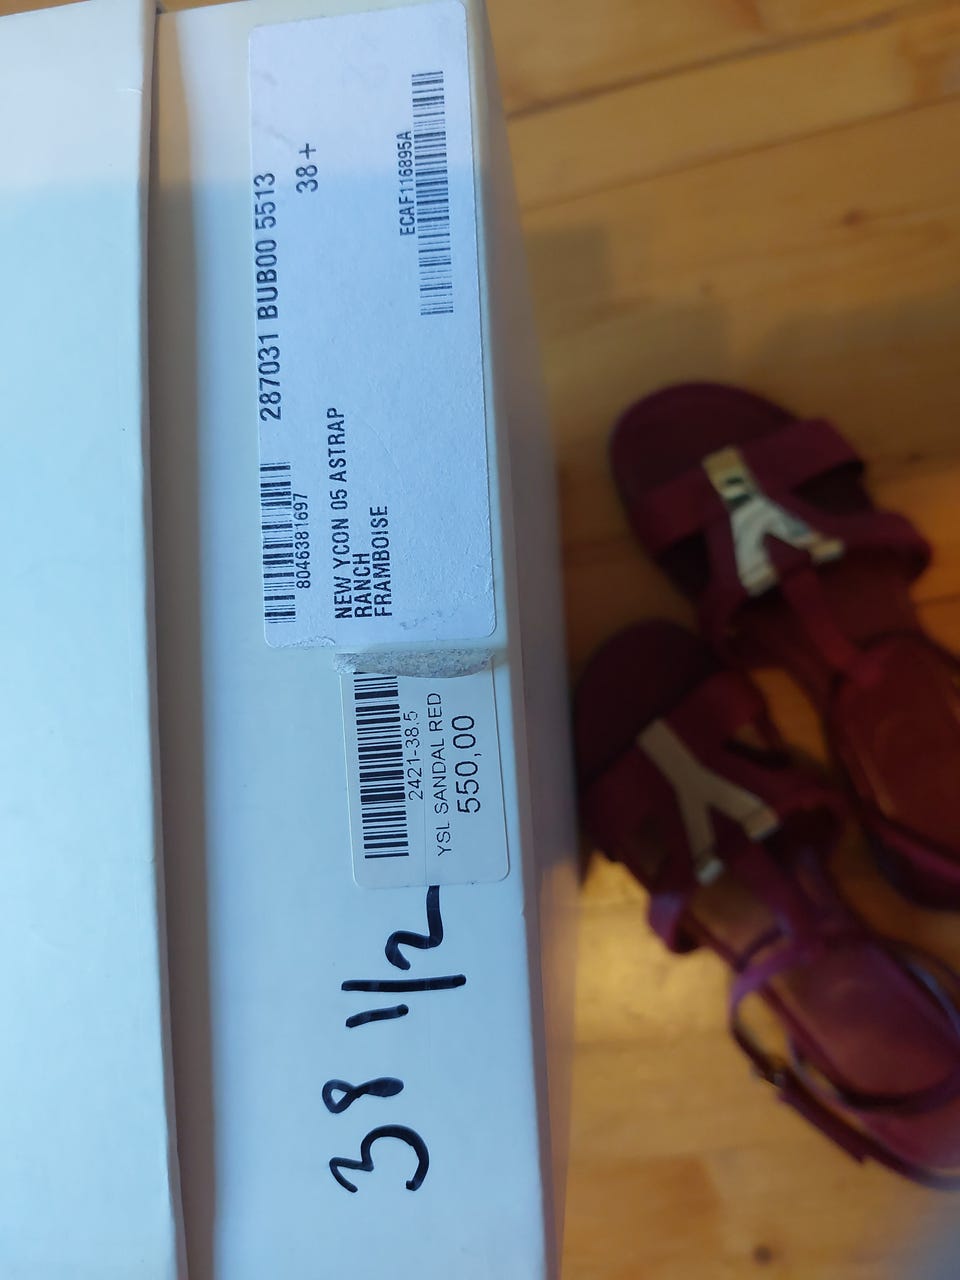 287031 BUB00 5513
38+
8046381697
NEW YCON 05 ASTRAP
RANCH
FRAMBOISE
ECAF116895A
2421-38.5
YSL SANDAL RED
550,00
38 1/2